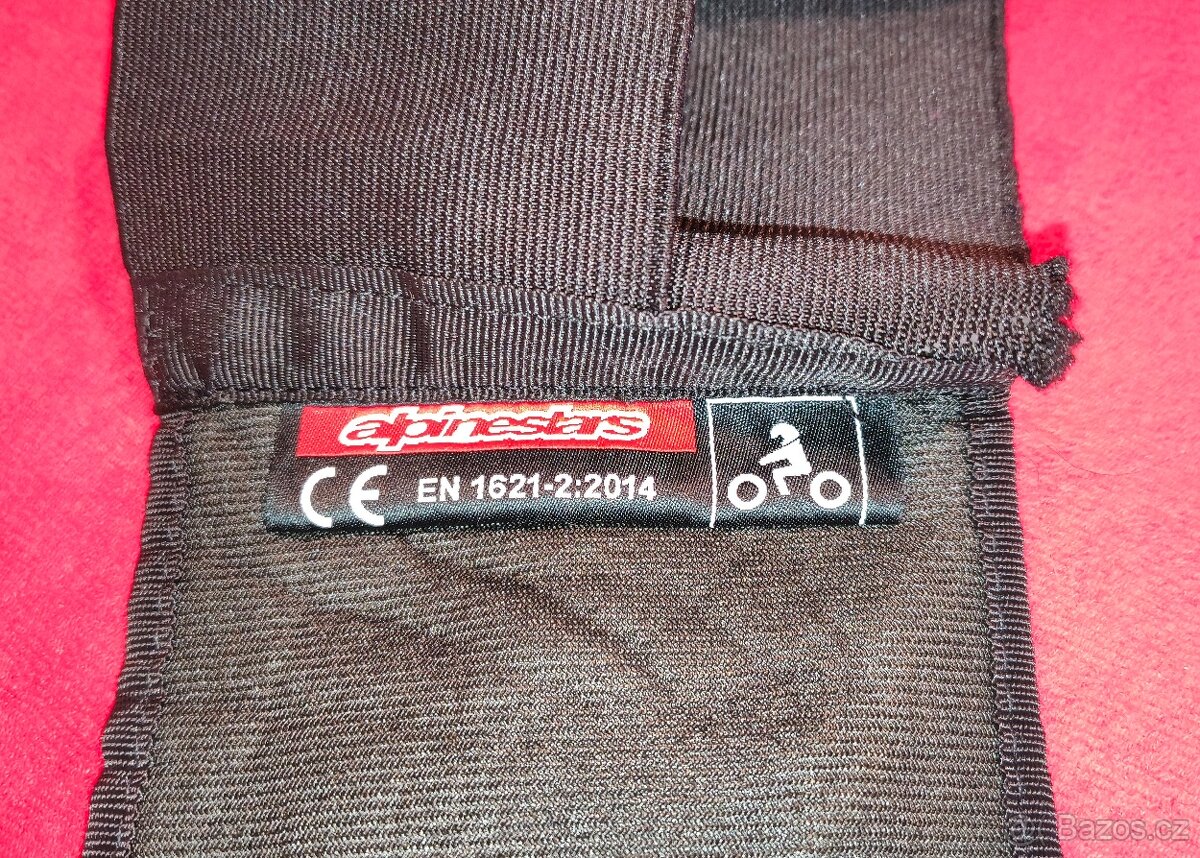 alpinestars
CE EN 1621-2:2014
Bazos.cz